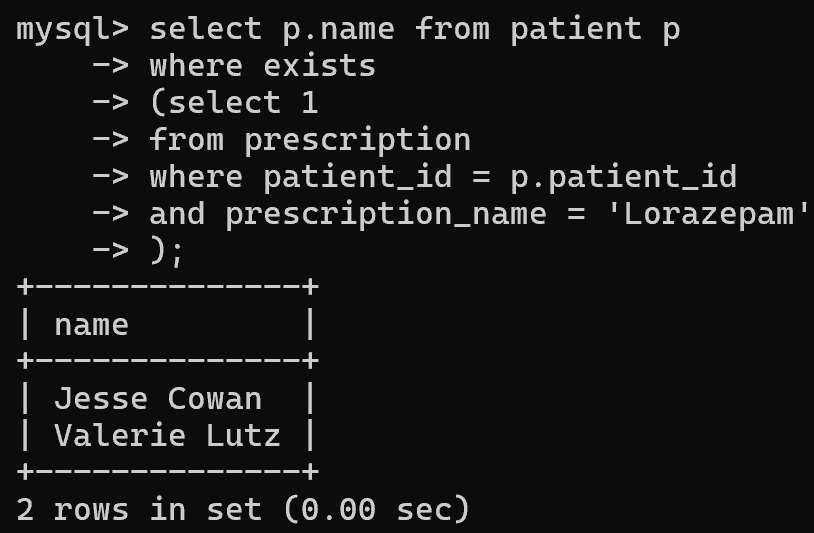 mysql> select p.name from patient p
    -> where exists
    -> (select 1
    -> from prescription
    -> where patient_id = p.patient_id
    -> and prescription_name = 'Lorazepam'
    -> );
+--------------+
| name         |
+--------------+
| Jesse Cowan  |
| Valerie Lutz |
+--------------+
2 rows in set (0.00 sec)